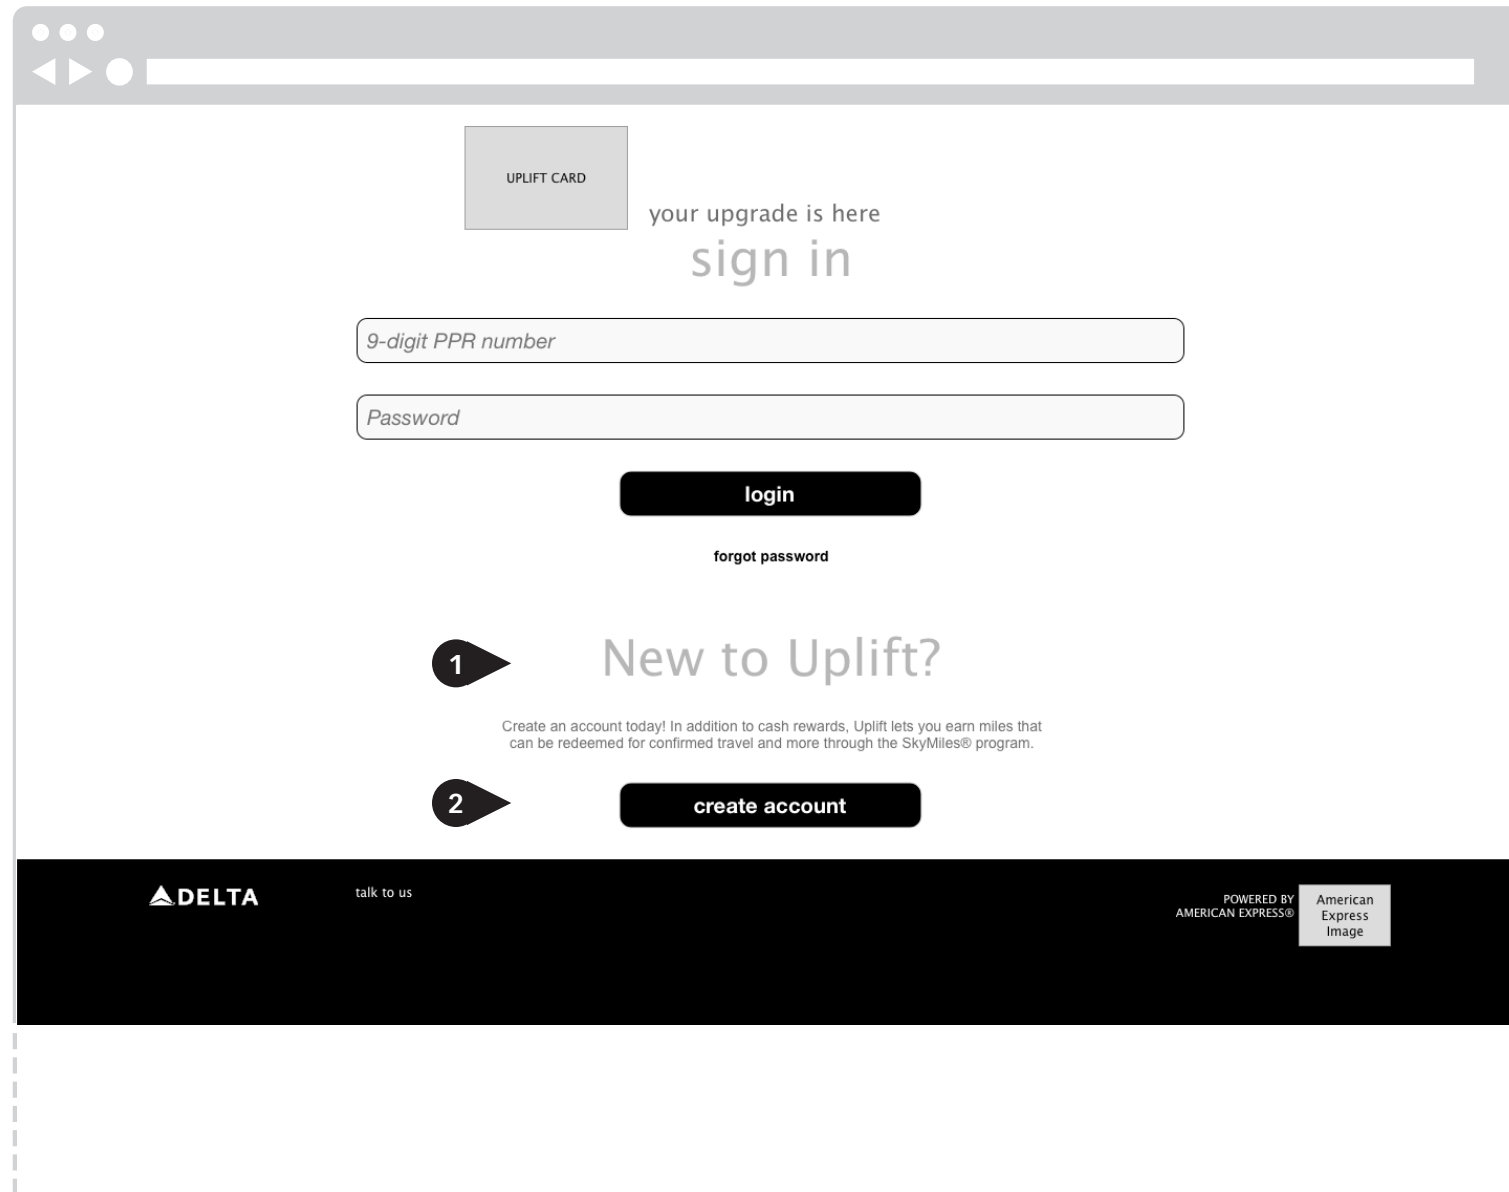 UPLIFT CARD
your upgrade is here
sign in
9-digit PPR number
Password
login
forgot password
1
New to Uplift?
Create an account today! In addition to cash rewards, Uplift lets you earn miles that
can be redeemed for confirmed travel and more through the SkyMiles® program.
2
create account
DELTA
talk to us
POWERED BY
AMERICAN EXPRESS®
American
Express
Image